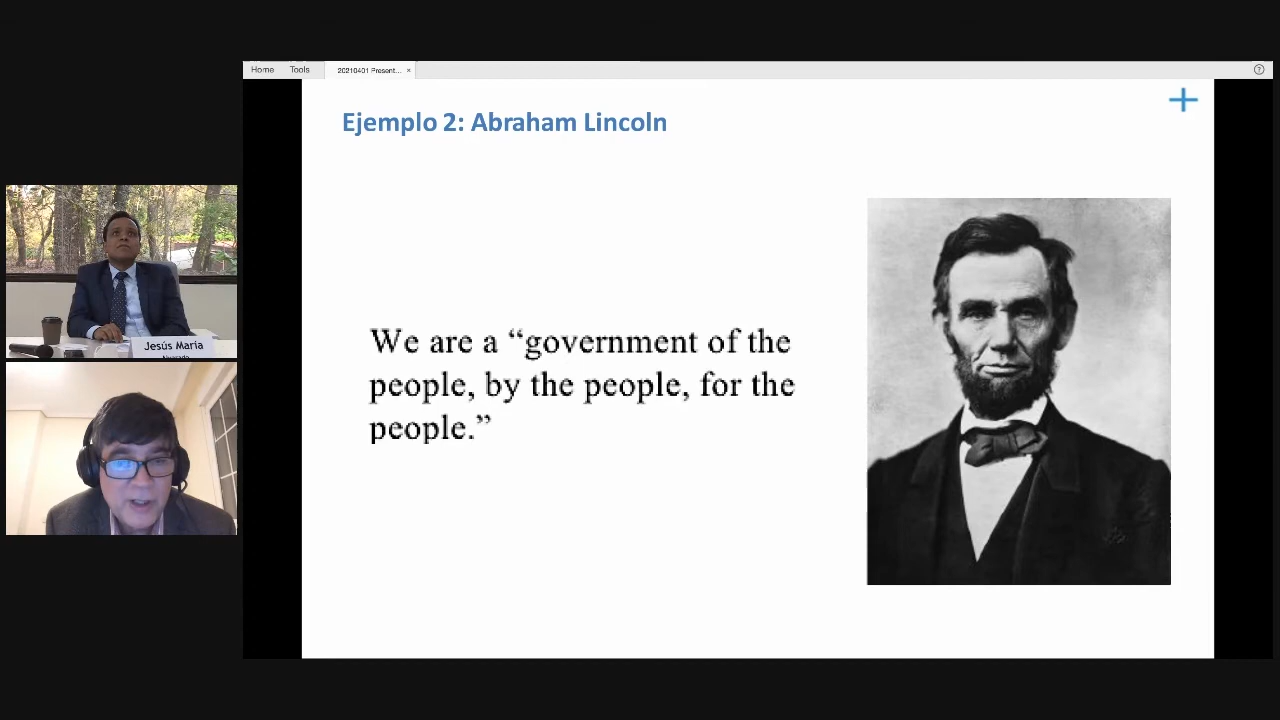 Home Tools 20210401 Present... ×
Ejemplo 2: Abraham Lincoln
We are a “government of the
people, by the people, for the
people.”
Jesús María
Alvarado